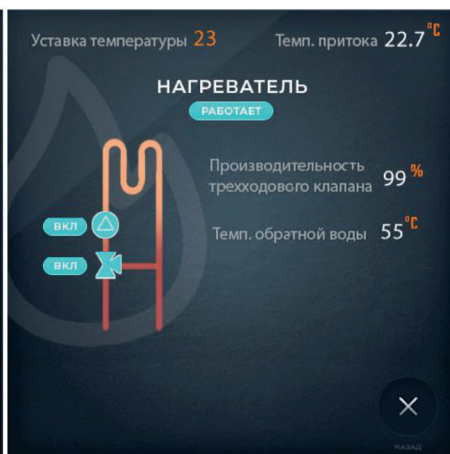 Уставка температуры 23 Темп. притока 22.7 °C
НАГРЕВАТЕЛЬ
РАБОТАЕТ
Производительность
трехходового клапана 99 %
ВКЛ
Темп. обратной воды 55 °C
ВКЛ
НАЗАД